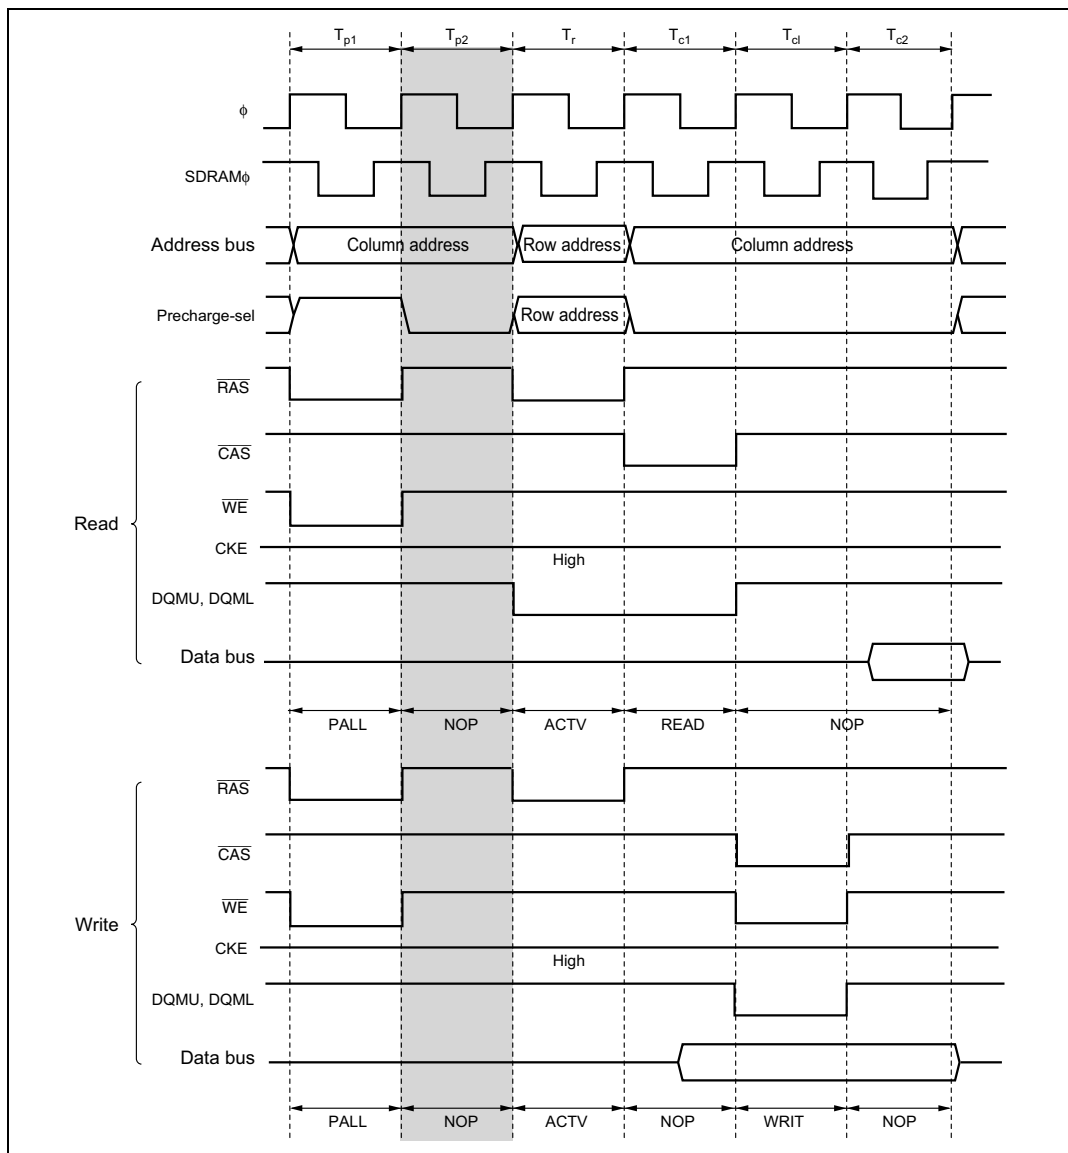 Tp1 Tp2 Tr Tc1 Tcl Tc2
ϕ
SDRAMϕ
Address bus Column address Row address Column address
Precharge-sel Row address
RAS
CAS
WE
Read
CKE
High
DQMU, DQML
Data bus
PALL NOP ACTV READ NOP
RAS
CAS
WE
Write
CKE
High
DQMU, DQML
Data bus
PALL NOP ACTV NOP WRIT NOP